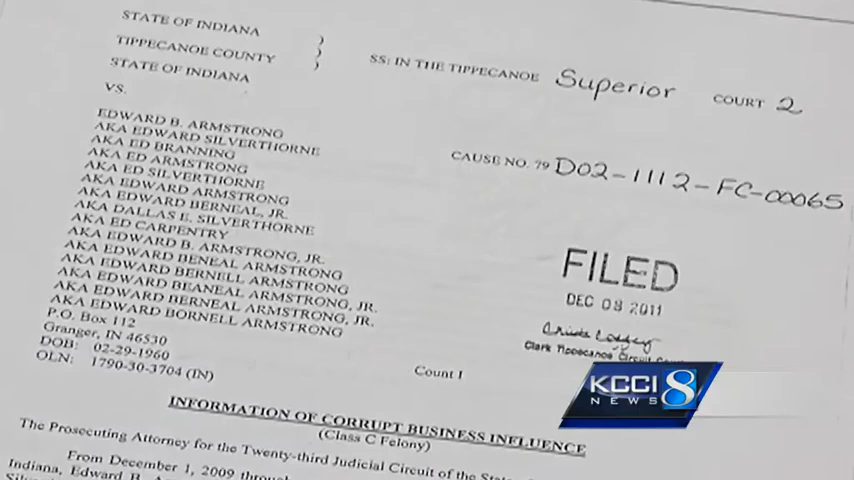 STATE OF INDIANA
TIPPECANOE COUNTY
STATE OF INDIANA
VS.
) SS: IN THE TIPPECANOE Superior COURT 2
EDWARD B. ARMSTRONG
AKA EDWARD SILVERTHORNE
AKA ED BRANNING
AKA ED ARMSTRONG
AKA ED SILVERTHORNE
AKA EDWARD ARMSTRONG
AKA EDWARD BERNEAL, JR.
AKA DALLAS E. SILVERTHORNE
AKA ED CARPENTRY
AKA EDWARD B. ARMSTRONG, JR.
AKA EDWARD BENEAL ARMSTRONG
AKA EDWARD BERNELL ARMSTRONG
AKA EDWARD BEANEAL ARMSTRONG, JR.
AKA EDWARD BERNEAL ARMSTRONG, JR.
AKA EDWARD BORNELL ARMSTRONG
P.O. Box 112
Granger, IN 46530
DOB: 02-29-1960
OLN: 1790-30-3704 (IN)
CAUSE NO. 79 D02-1112-FC-00065
FILED
DEC 08 2011
Clerk Tippecanoe Circuit
Count I
KCCI 8
NEWS
INFORMATION OF CORRUPT BUSINESS INFLUENCE
(Class C Felony)
The Prosecuting Attorney for the Twenty-third Judicial Circuit of the
From December 1, 2009 through
Indiana, Edward B.